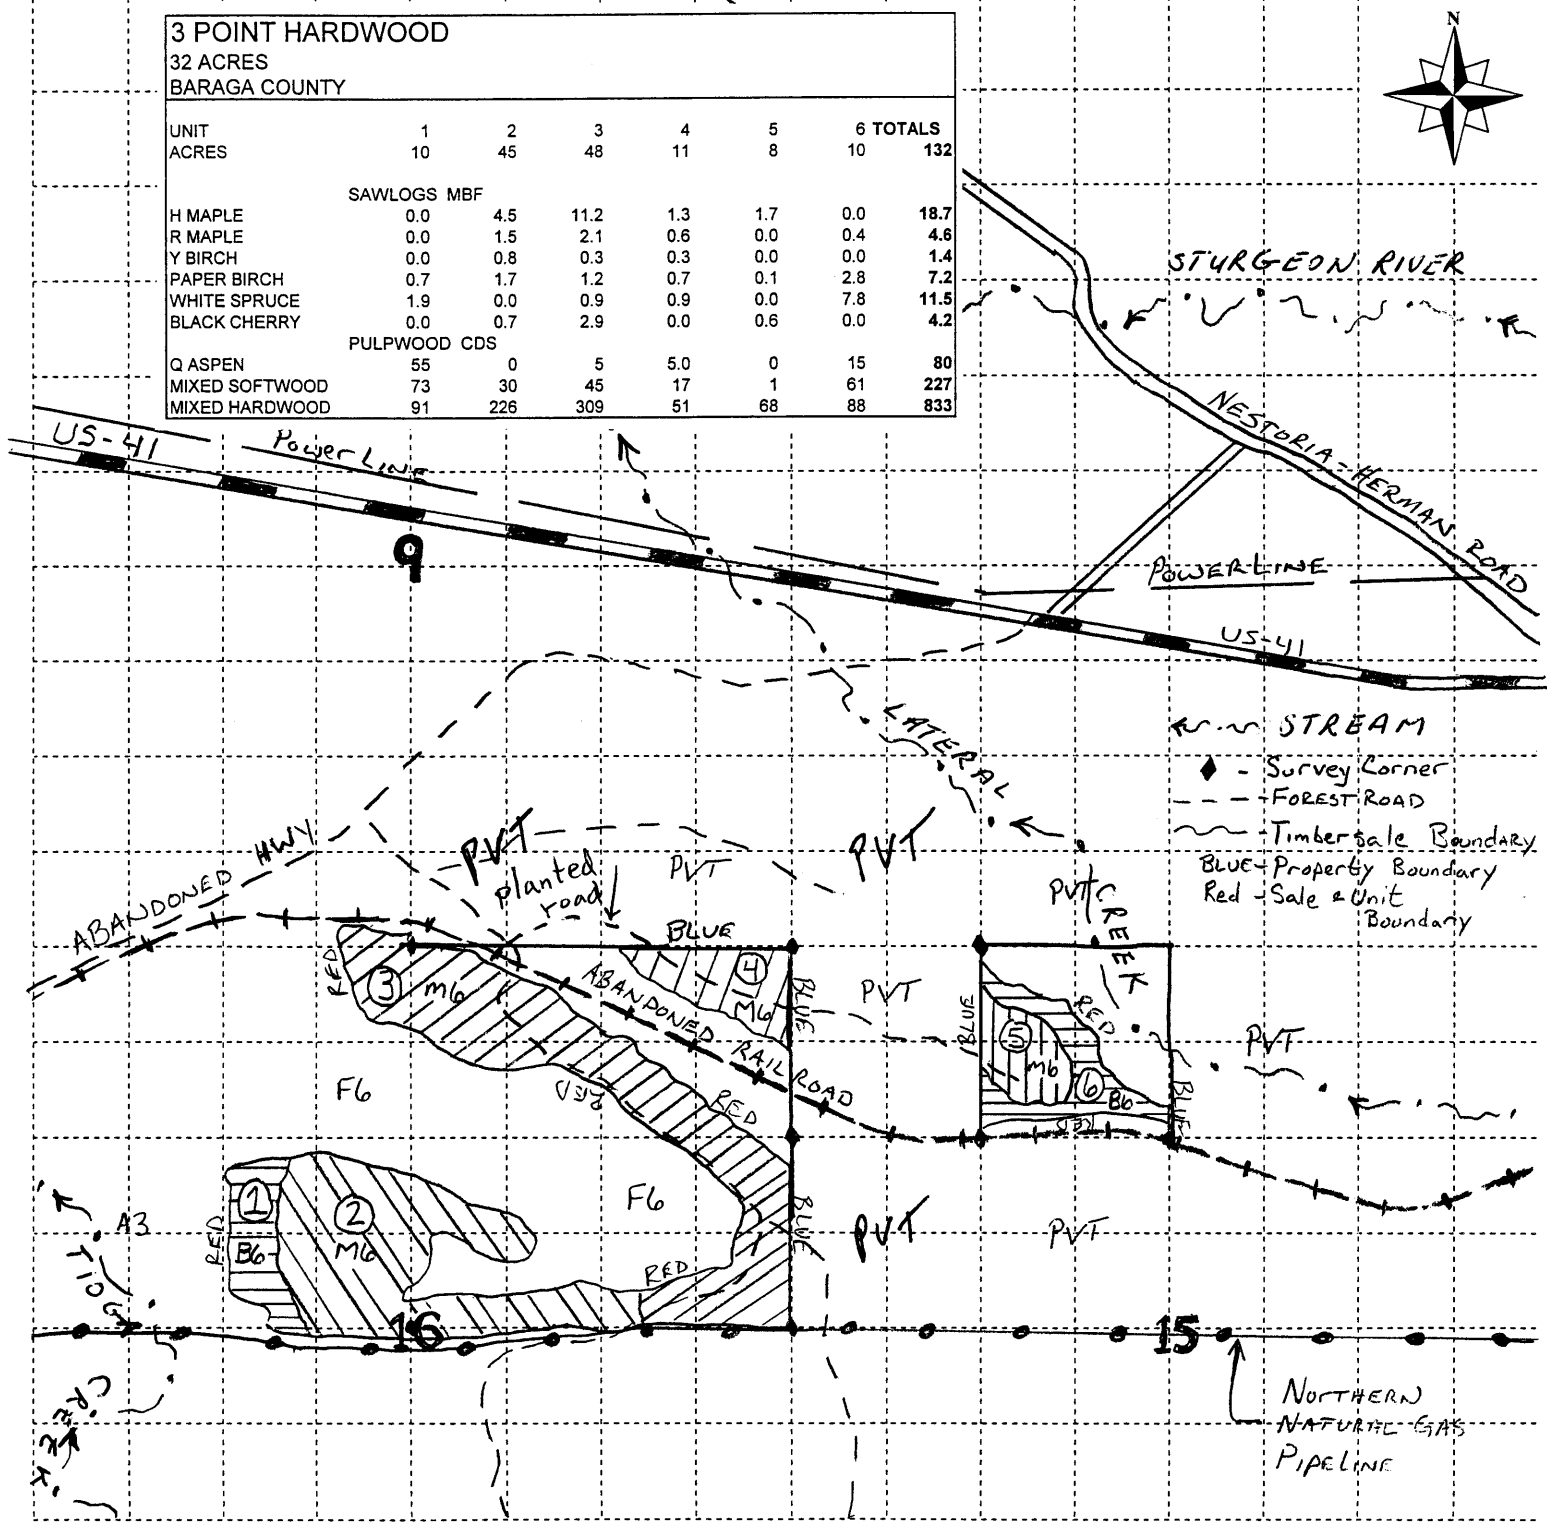 3 POINT HARDWOOD
32 ACRES
BARAGA COUNTY
UNIT 1 2 3 4 5 6 TOTALS
ACRES 10 45 48 11 8 10 132
SAWLOGS MBF
H MAPLE 0.0 4.5 11.2 1.3 1.7 0.0 18.7
R MAPLE 0.0 1.5 2.1 0.6 0.0 0.4 4.6
Y BIRCH 0.0 0.8 0.3 0.3 0.0 0.0 1.4
PAPER BIRCH 0.7 1.7 1.2 0.7 0.1 2.8 7.2
WHITE SPRUCE 1.9 0.0 0.9 0.9 0.0 7.8 11.5
BLACK CHERRY 0.0 0.7 2.9 0.0 0.6 0.0 4.2
PULPWOOD CDS
Q ASPEN 55 0 5 5.0 0 15 80
MIXED SOFTWOOD 73 30 45 17 1 61 227
MIXED HARDWOOD 91 226 309 51 68 88 833
N
STURGEON RIVER
NESTORIA-HERMAN ROAD
US-41
Power Line
9
POWERLINE
US-41
LATERAL
CREEK
STREAM
- Survey Corner
- FOREST ROAD
- Timbersale Boundary
BLUE - Property Boundary
Red - Sale & Unit
Boundary
ABANDONED HWY
PVT
planted
road
PVT
PVT
PVT
BLUE
RED
3
M6
4
M6
ABANDONED RAILROAD
BLUE
PVT
BLUE
RED
5
M6
6
B6
RED
BLUE
PVT
F6
RED
RED
F6
1
B6
RED
2
M6
RED
BLUE
PVT
PVT
A3
TIOGA
CREEK
16
15
NORTHERN
NATURAL GAS
PIPELINE